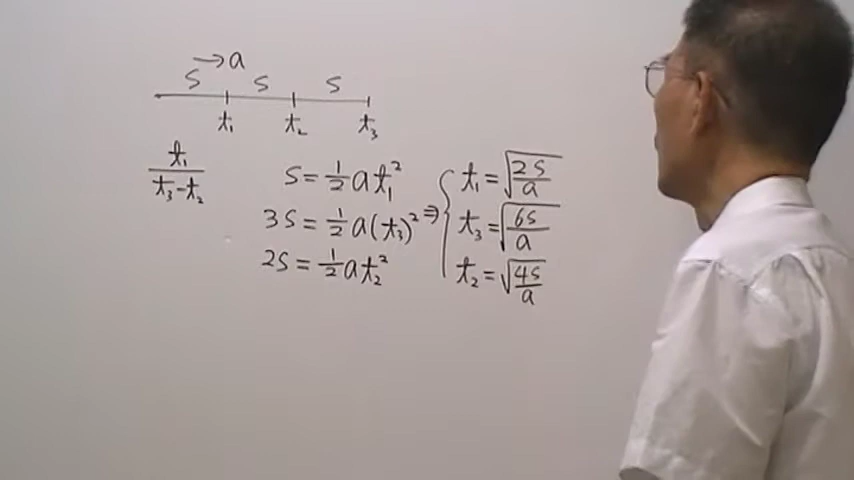 →a
S S S
t₁ t₂ t₃
t₁/(t₃-t₂)
S=½at₁² ⇒ { t₁=√(2S/a)
3S=½a(t₃)² t₃=√(6S/a)
2S=½at₂² t₂=√(4S/a)